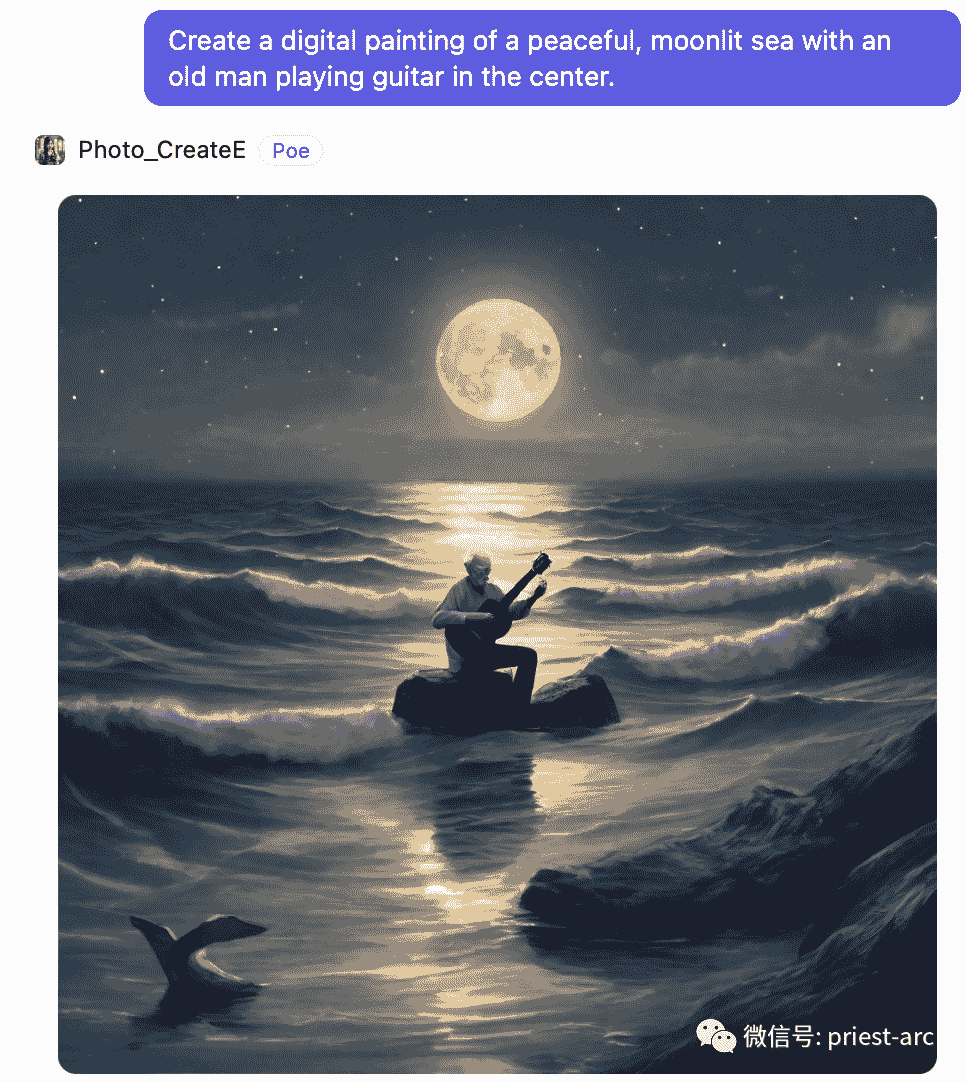 Create a digital painting of a peaceful, moonlit sea with an
old man playing guitar in the center.
Photo_CreateE Poe
微信号: priest-arc